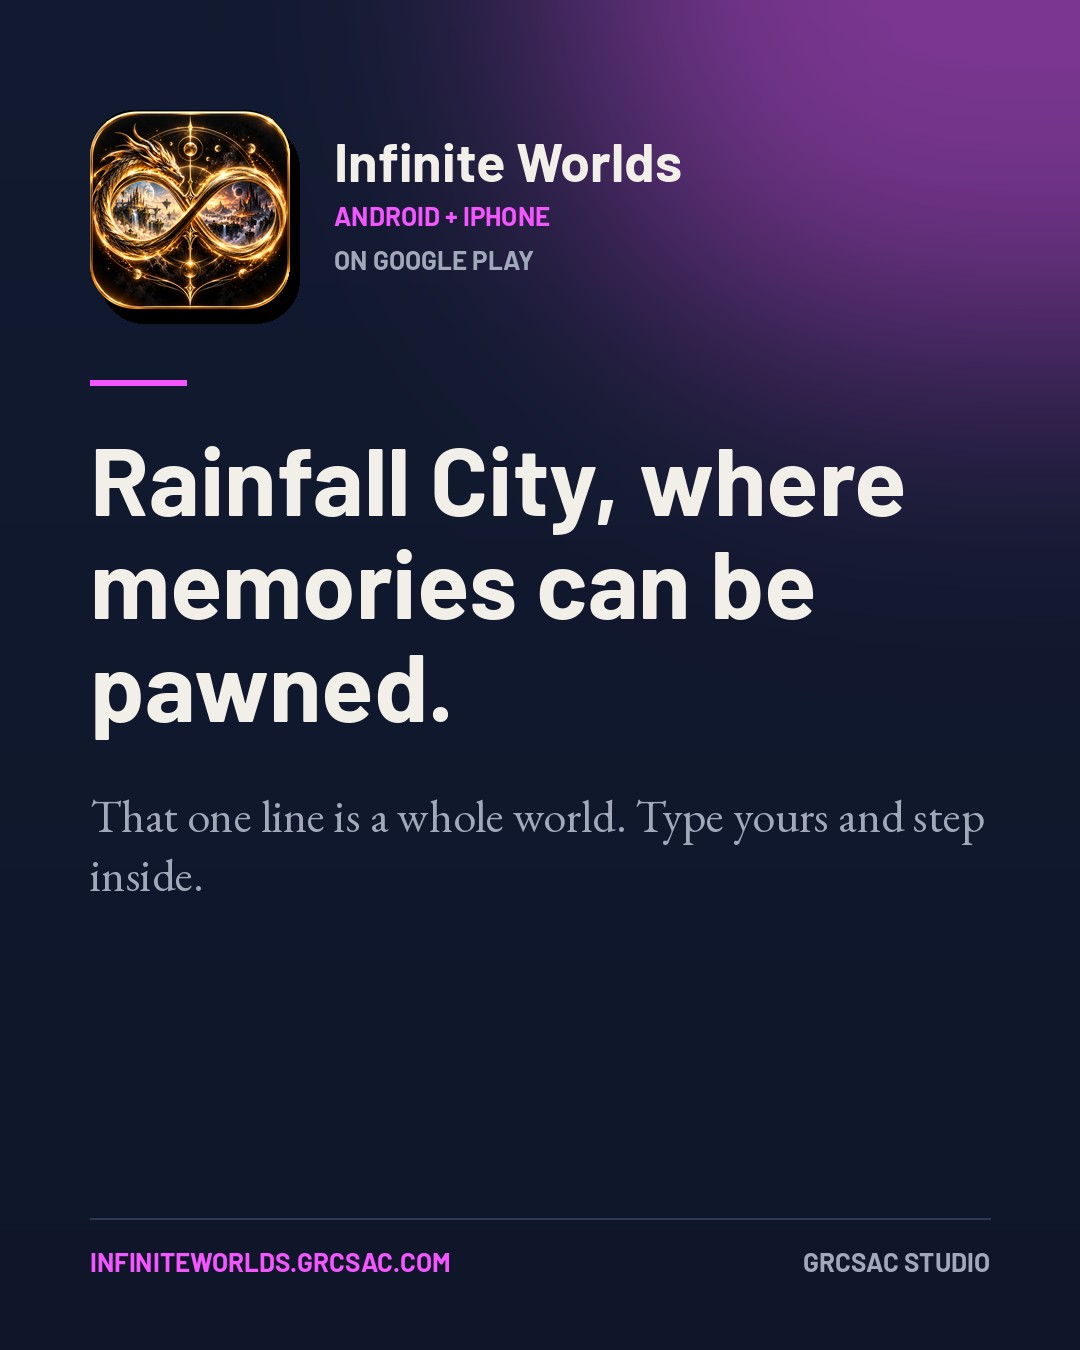 Infinite Worlds
ANDROID + IPHONE
ON GOOGLE PLAY
Rainfall City, where
memories can be
pawned.
That one line is a whole world. Type yours and step
inside.
INFINITEWORLDS.GRCSAC.COM
GRCSAC STUDIO